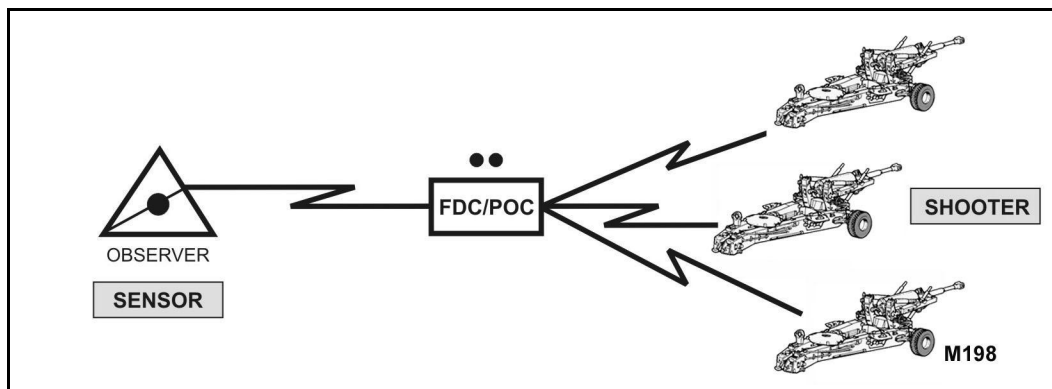 OBSERVER
SENSOR
FDC/POC
SHOOTER
M198